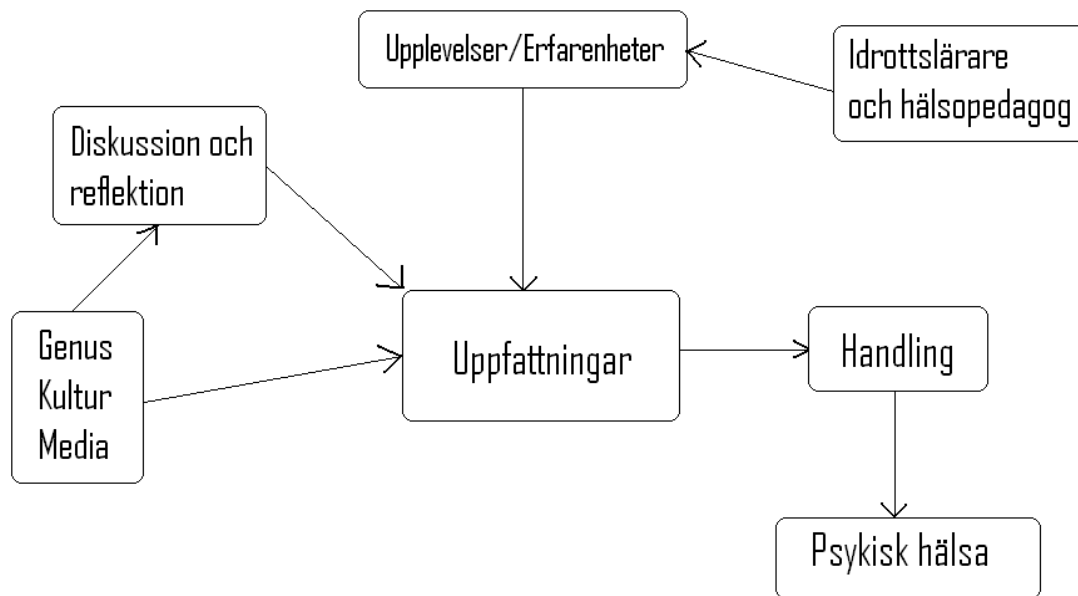 Upplevelser/Erfarenheter
Idrottslärare
och hälsopedagog
Diskussion och
reflektion
Genus
Kultur
Media
Uppfattningar
Handling
Psykisk hälsa